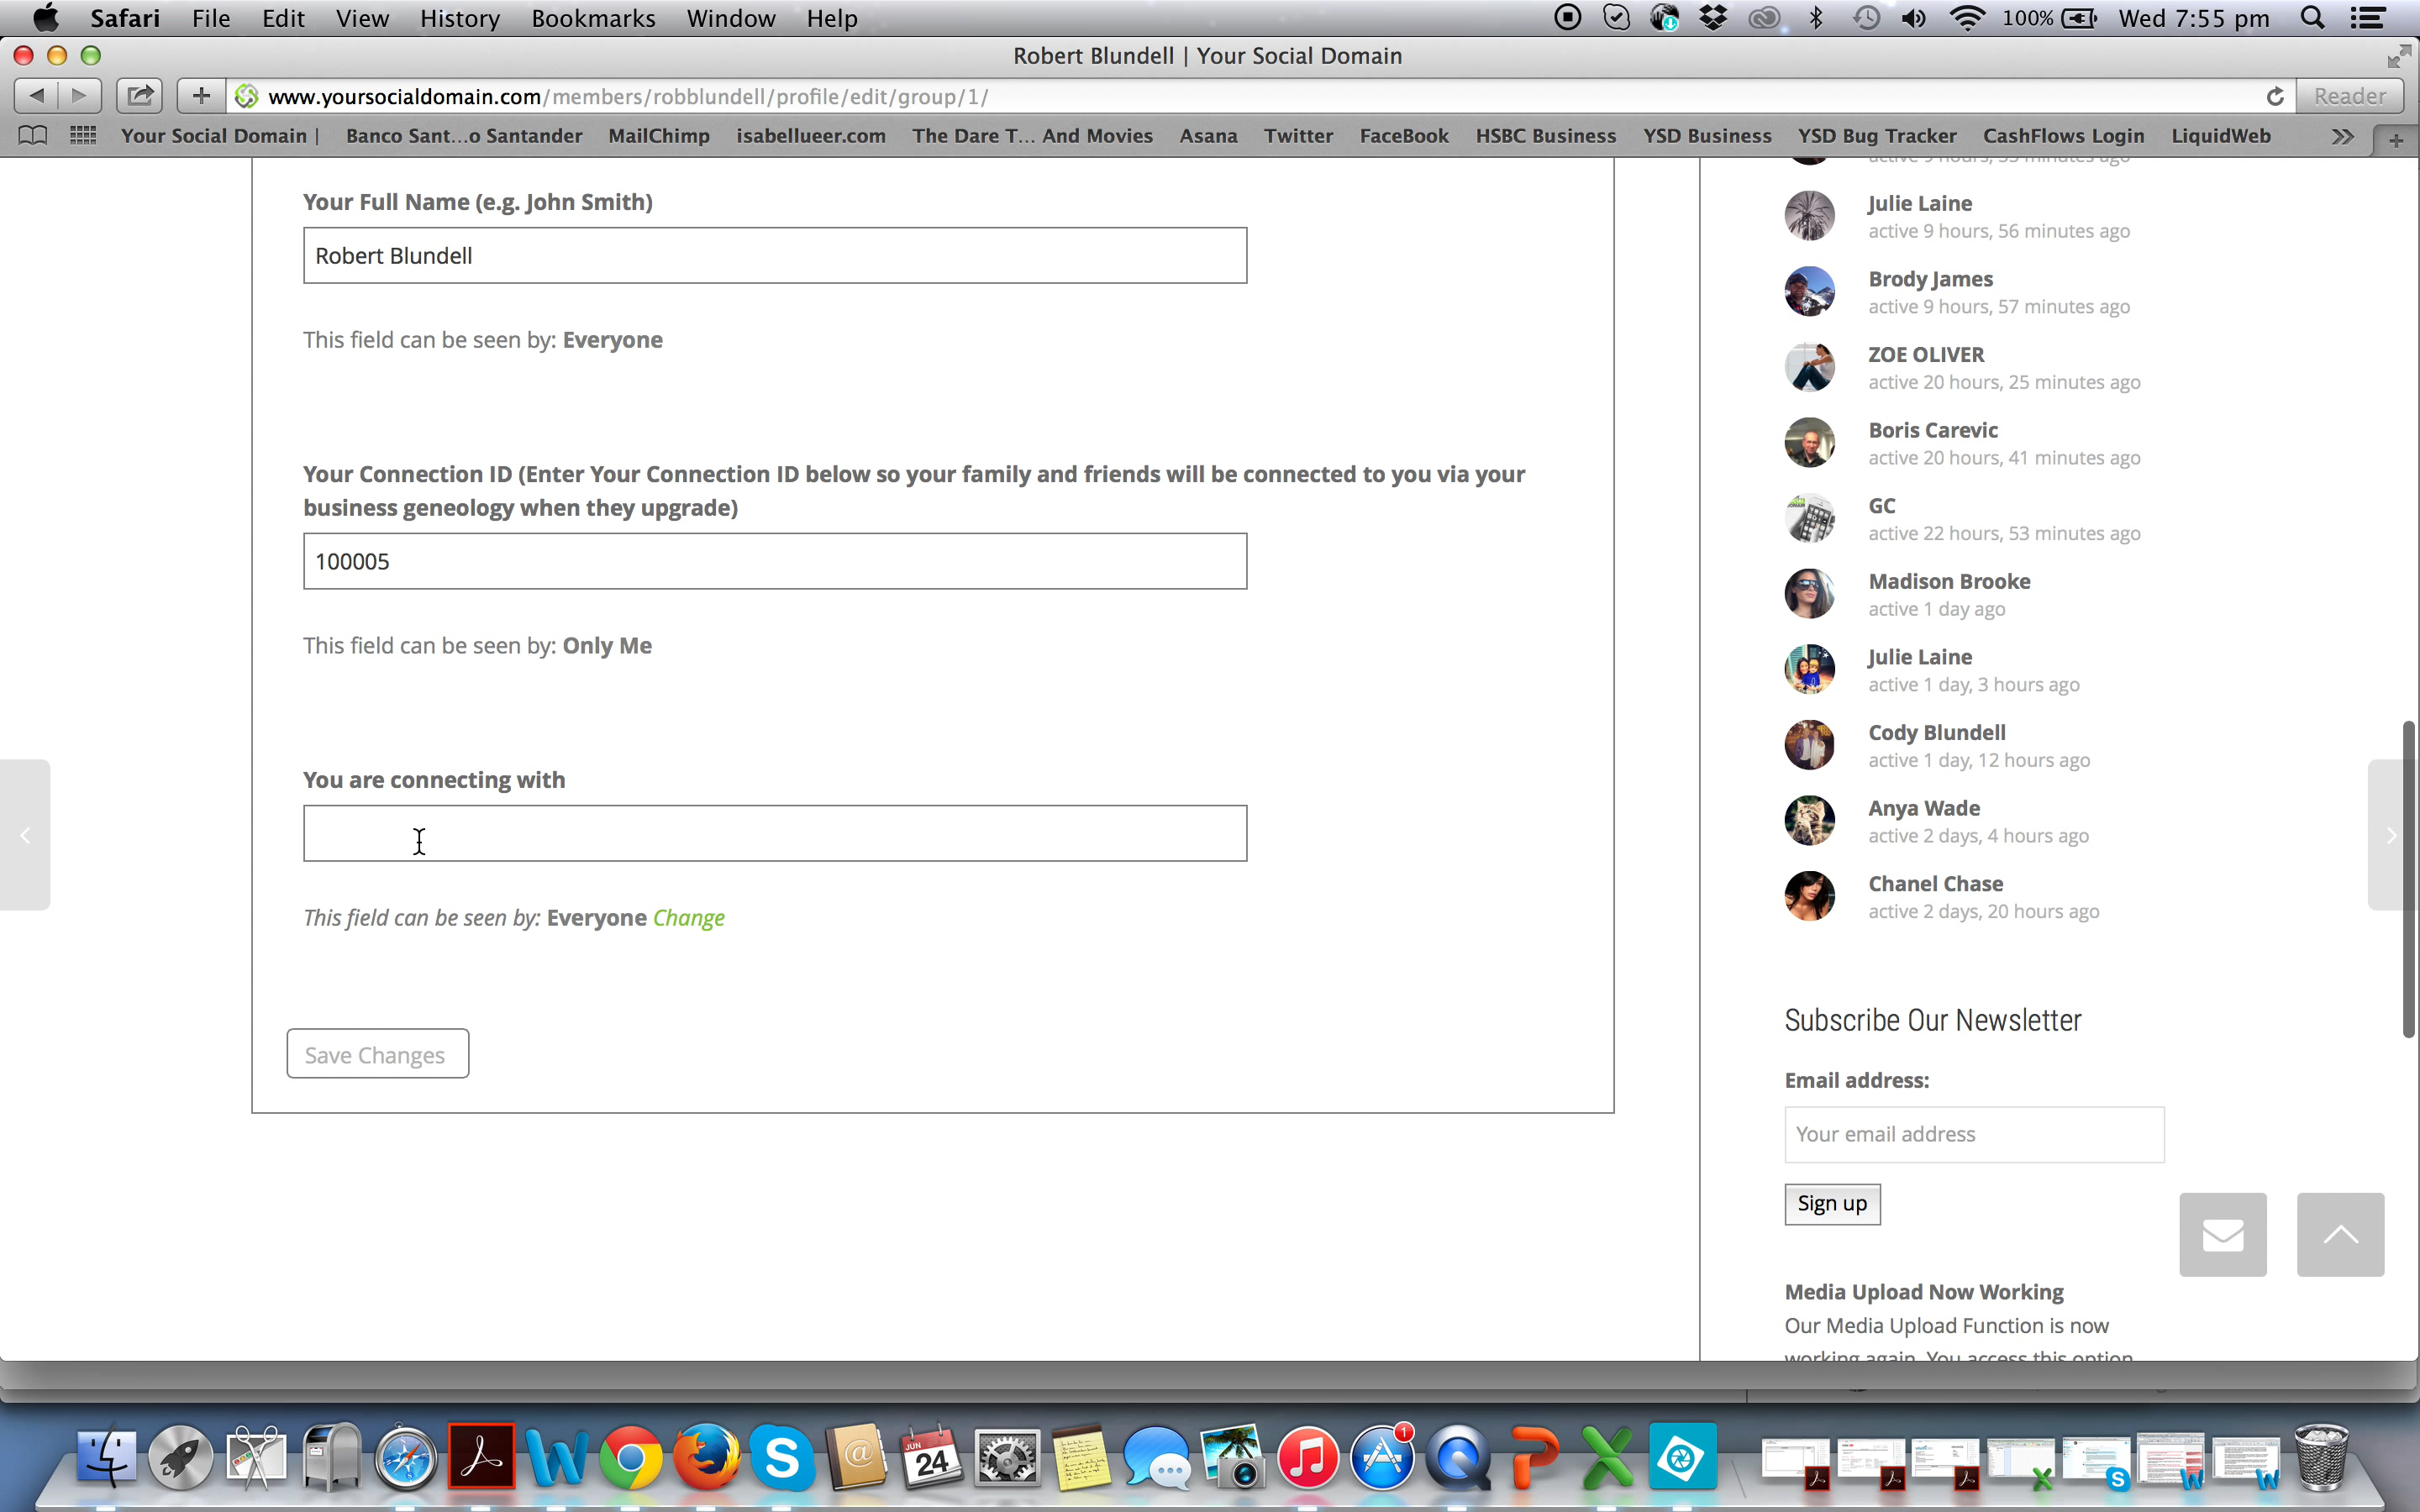 Safari File Edit View History Bookmarks Window Help 100% Wed 7:55 pm
Robert Blundell | Your Social Domain
www.yoursocialdomain.com/members/robblundell/profile/edit/group/1/ Reader
Your Social Domain | Banco Sant...o Santander MailChimp isabellueer.com The Dare T... And Movies Asana Twitter FaceBook HSBC Business YSD Business YSD Bug Tracker CashFlows Login LiquidWeb
Your Full Name (e.g. John Smith)
Robert Blundell
This field can be seen by: Everyone
Your Connection ID (Enter Your Connection ID below so your family and friends will be connected to you via your
business geneology when they upgrade)
100005
This field can be seen by: Only Me
You are connecting with
This field can be seen by: Everyone Change
Save Changes
Julie Laine
active 9 hours, 56 minutes ago
Brody James
active 9 hours, 57 minutes ago
ZOE OLIVER
active 20 hours, 25 minutes ago
Boris Carevic
active 20 hours, 41 minutes ago
GC
active 22 hours, 53 minutes ago
Madison Brooke
active 1 day ago
Julie Laine
active 1 day, 3 hours ago
Cody Blundell
active 1 day, 12 hours ago
Anya Wade
active 2 days, 4 hours ago
Chanel Chase
active 2 days, 20 hours ago
Subscribe Our Newsletter
Email address:
Your email address
Sign up
Media Upload Now Working
Our Media Upload Function is now
working again. You access this option
JUN
24
1